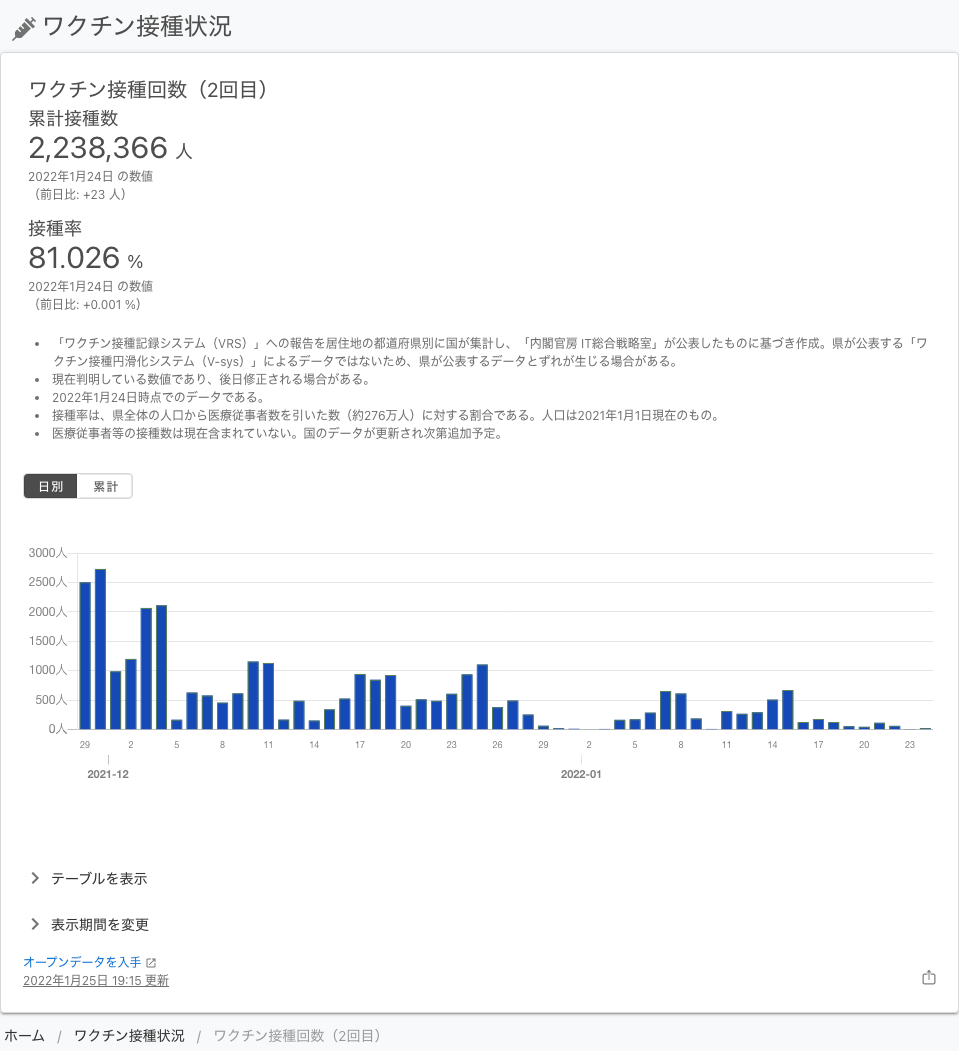 ワクチン接種状況
ワクチン接種回数（2回目）
累計接種数
2,238,366 人
2022年1月24日 の数値
（前日比: +23 人）
接種率
81.026 %
2022年1月24日 の数値
（前日比: +0.001 %）
• 「ワクチン接種記録システム（VRS）」への報告を居住地の都道府県別に国が集計し、「内閣官房 IT総合戦略室」が公表したものに基づき作成。県が公表する「ワ
クチン接種円滑化システム（V-sys）」によるデータではないため、県が公表するデータとずれが生じる場合がある。
• 現在判明している数値であり、後日修正される場合がある。
• 2022年1月24日時点でのデータである。
• 接種率は、県全体の人口から医療従事者数を引いた数（約276万人）に対する割合である。人口は2021年1月1日現在のもの。
• 医療従事者等の接種数は現在含まれていない。国のデータが更新され次第追加予定。
日別 累計
3000人
2500人
2000人
1500人
1000人
500人
0人
29 2 5 8 11 14 17 20 23 26 29 2 5 8 11 14 17 20 23
2021-12 2022-01
テーブルを表示
表示期間を変更
オープンデータを入手
2022年1月25日 19:15 更新
ホーム / ワクチン接種状況 / ワクチン接種回数（2回目）